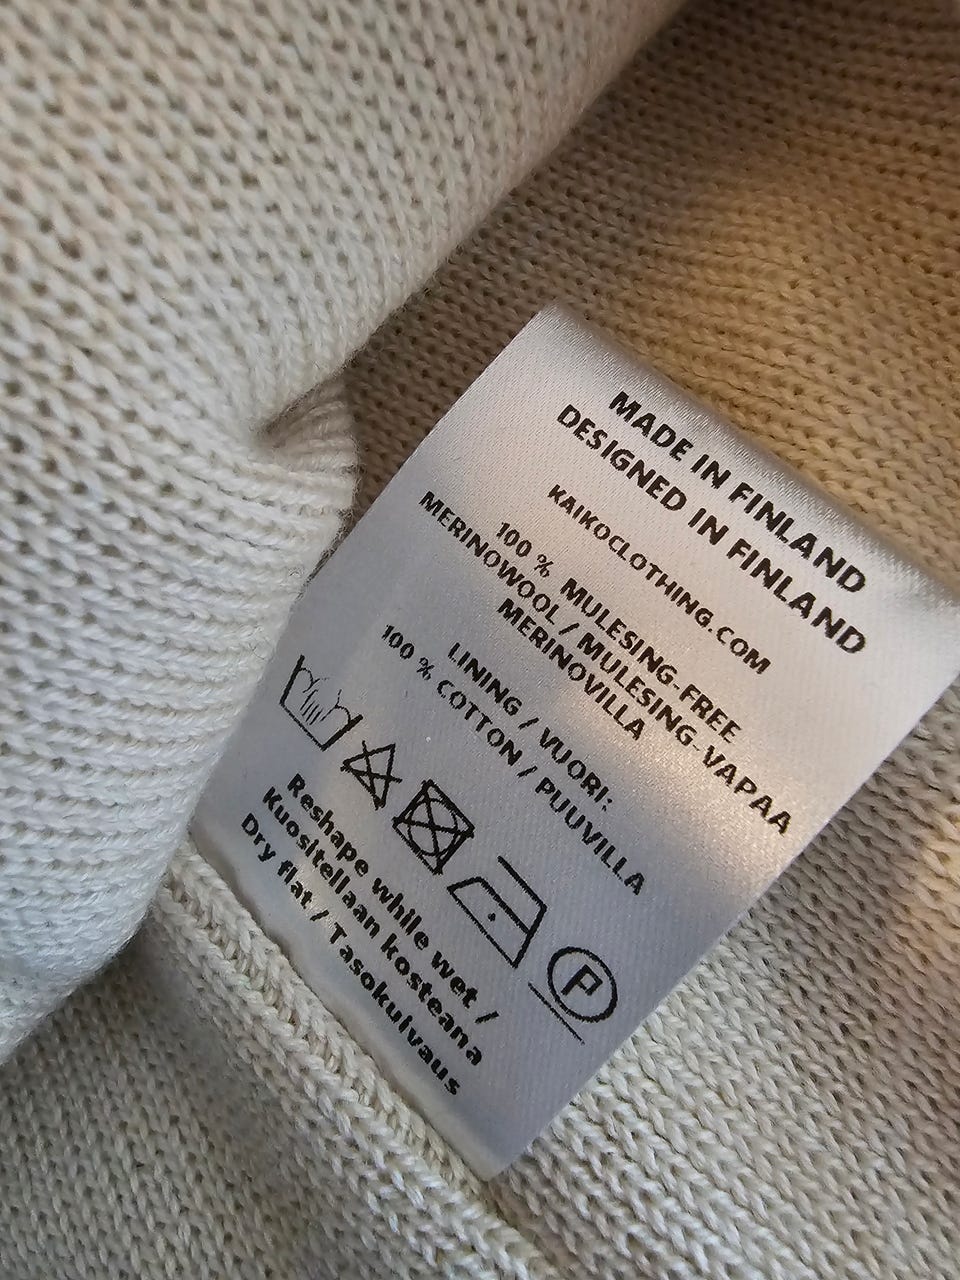 MADE IN FINLAND
DESIGNED IN FINLAND
KAIKOCLOTHING.COM
100 % MULESING-FREE
MERINOWOOL / MULESING-VAPAA
MERINOVILLA
LINING / VUORI:
100 % COTTON / PUUVILLA
P
Reshape while wet /
Kuositellaan kosteana
Dry flat / Tasokuivaus